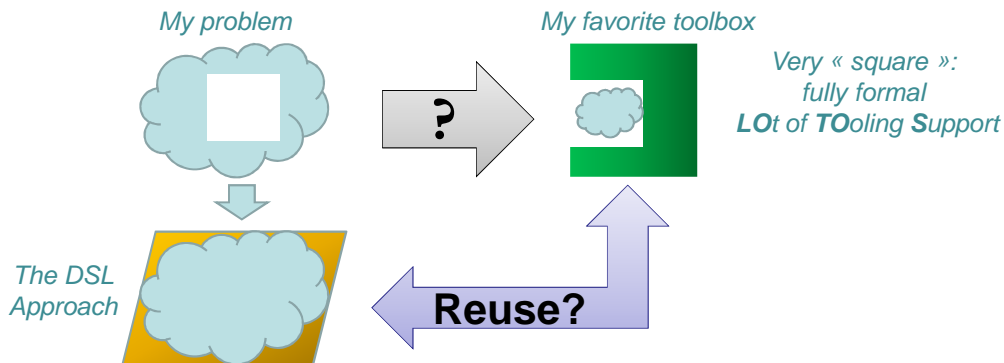 My problem
My favorite toolbox
Very « square »:
fully formal
LOt of TOoling Support
?
The DSL
Approach
Reuse?